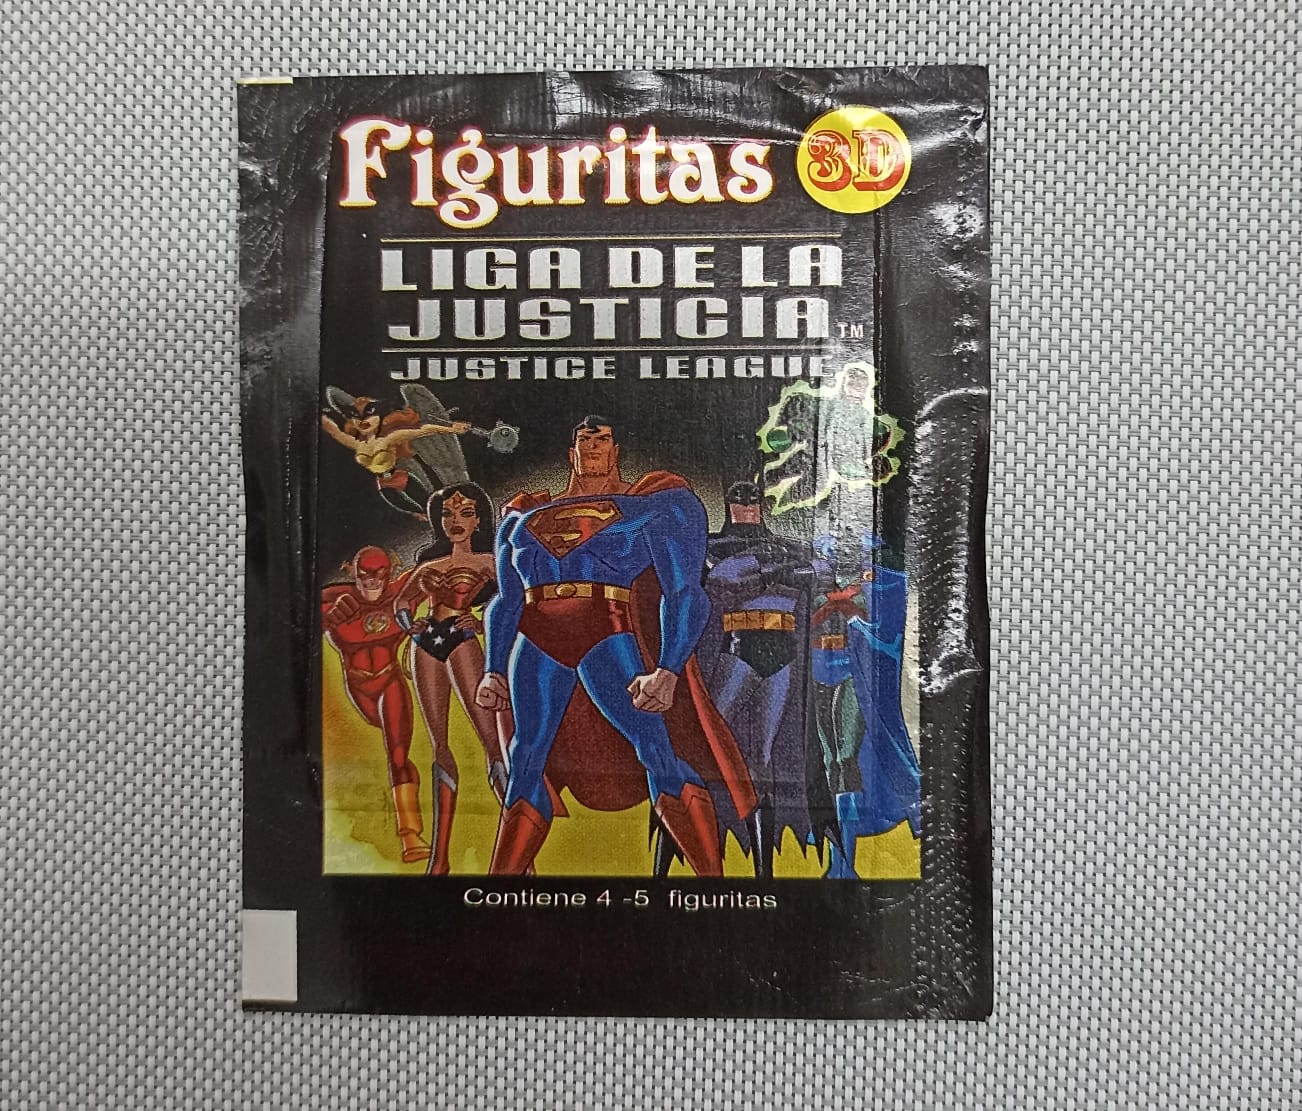 Figuritas 3D
LIGA DE LA
JUSTICIA TM
JUSTICE LEAGUE
S
Contiene 4 -5 figuritas